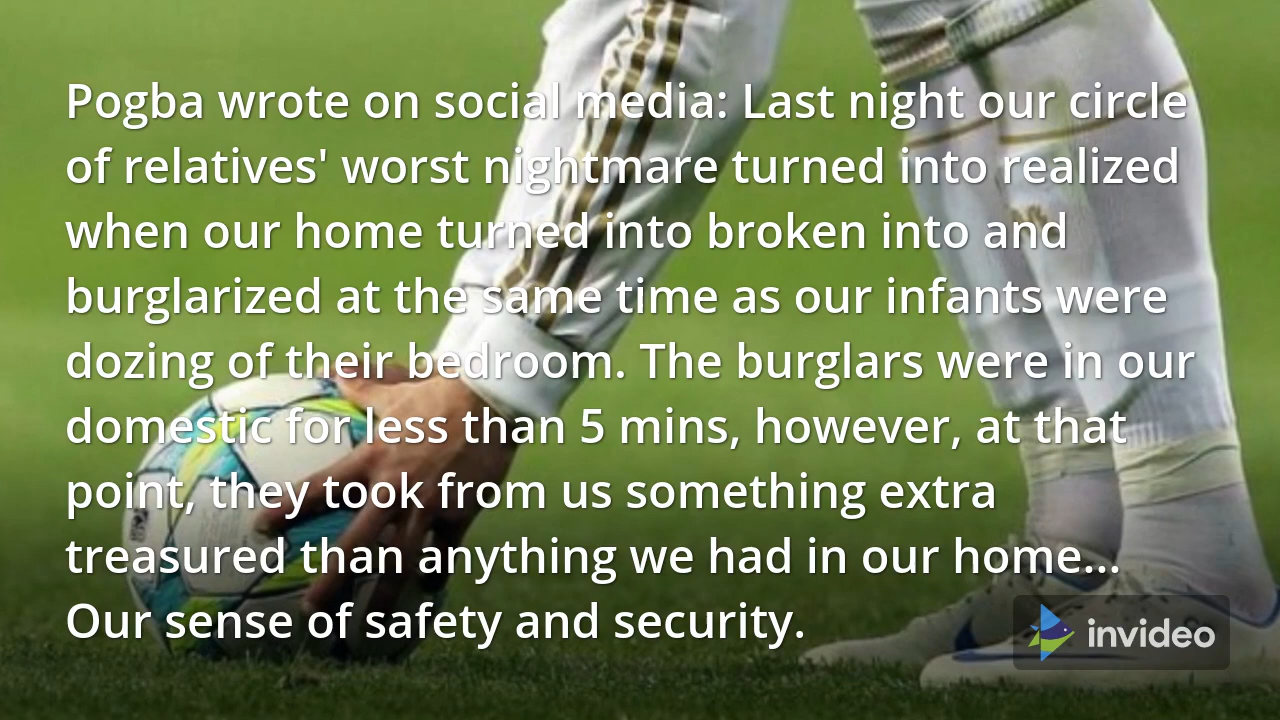 Pogba wrote on social media: Last night our circle
of relatives' worst nightmare turned into realized
when our home turned into broken into and
burglarized at the same time as our infants were
dozing of their bedroom. The burglars were in our
domestic for less than 5 mins, however, at that
point, they took from us something extra
treasured than anything we had in our home...
Our sense of safety and security.
invideo